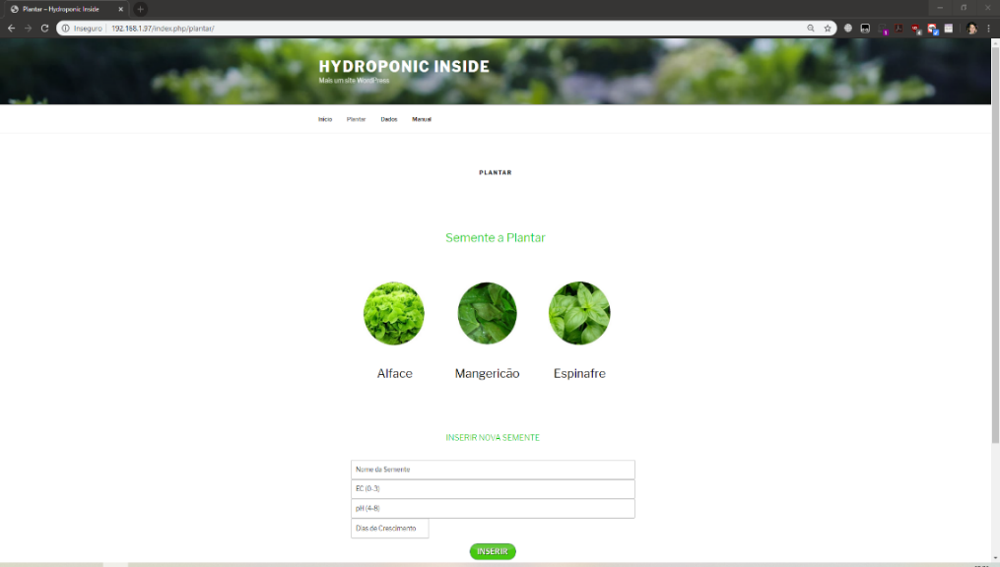 Plantar – Hydroponic Inside
Inseguro 192.168.1.97/index.php/plantar/
HYDROPONIC INSIDE
Mais um site WordPress
Início Plantar Dados Manual
PLANTAR
Semente a Plantar
Alface Mangericão Espinafre
INSERIR NOVA SEMENTE
Nome da Semente
EC (0-3)
pH (4-8)
Dias de Crescimento
INSERIR